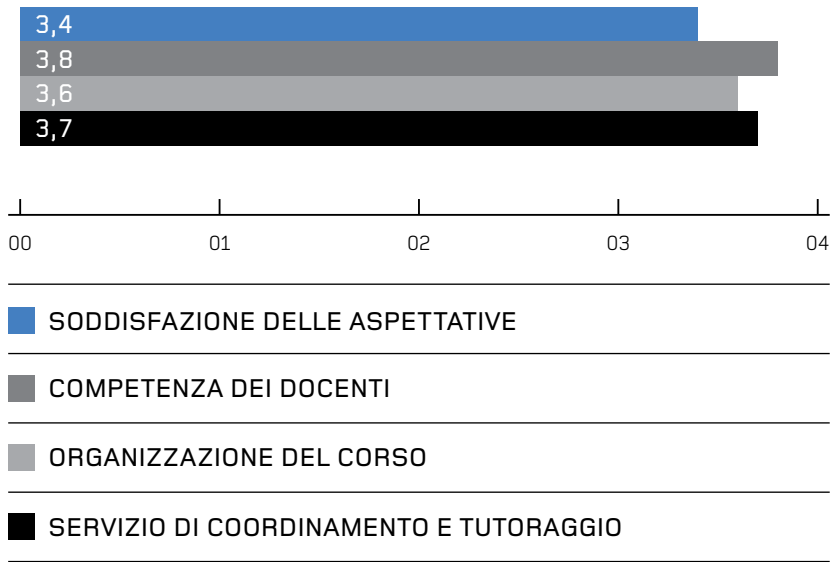 3,4
3,8
3,6
3,7
00 01 02 03 04
SODDISFAZIONE DELLE ASPETTATIVE
COMPETENZA DEI DOCENTI
ORGANIZZAZIONE DEL CORSO
SERVIZIO DI COORDINAMENTO E TUTORAGGIO